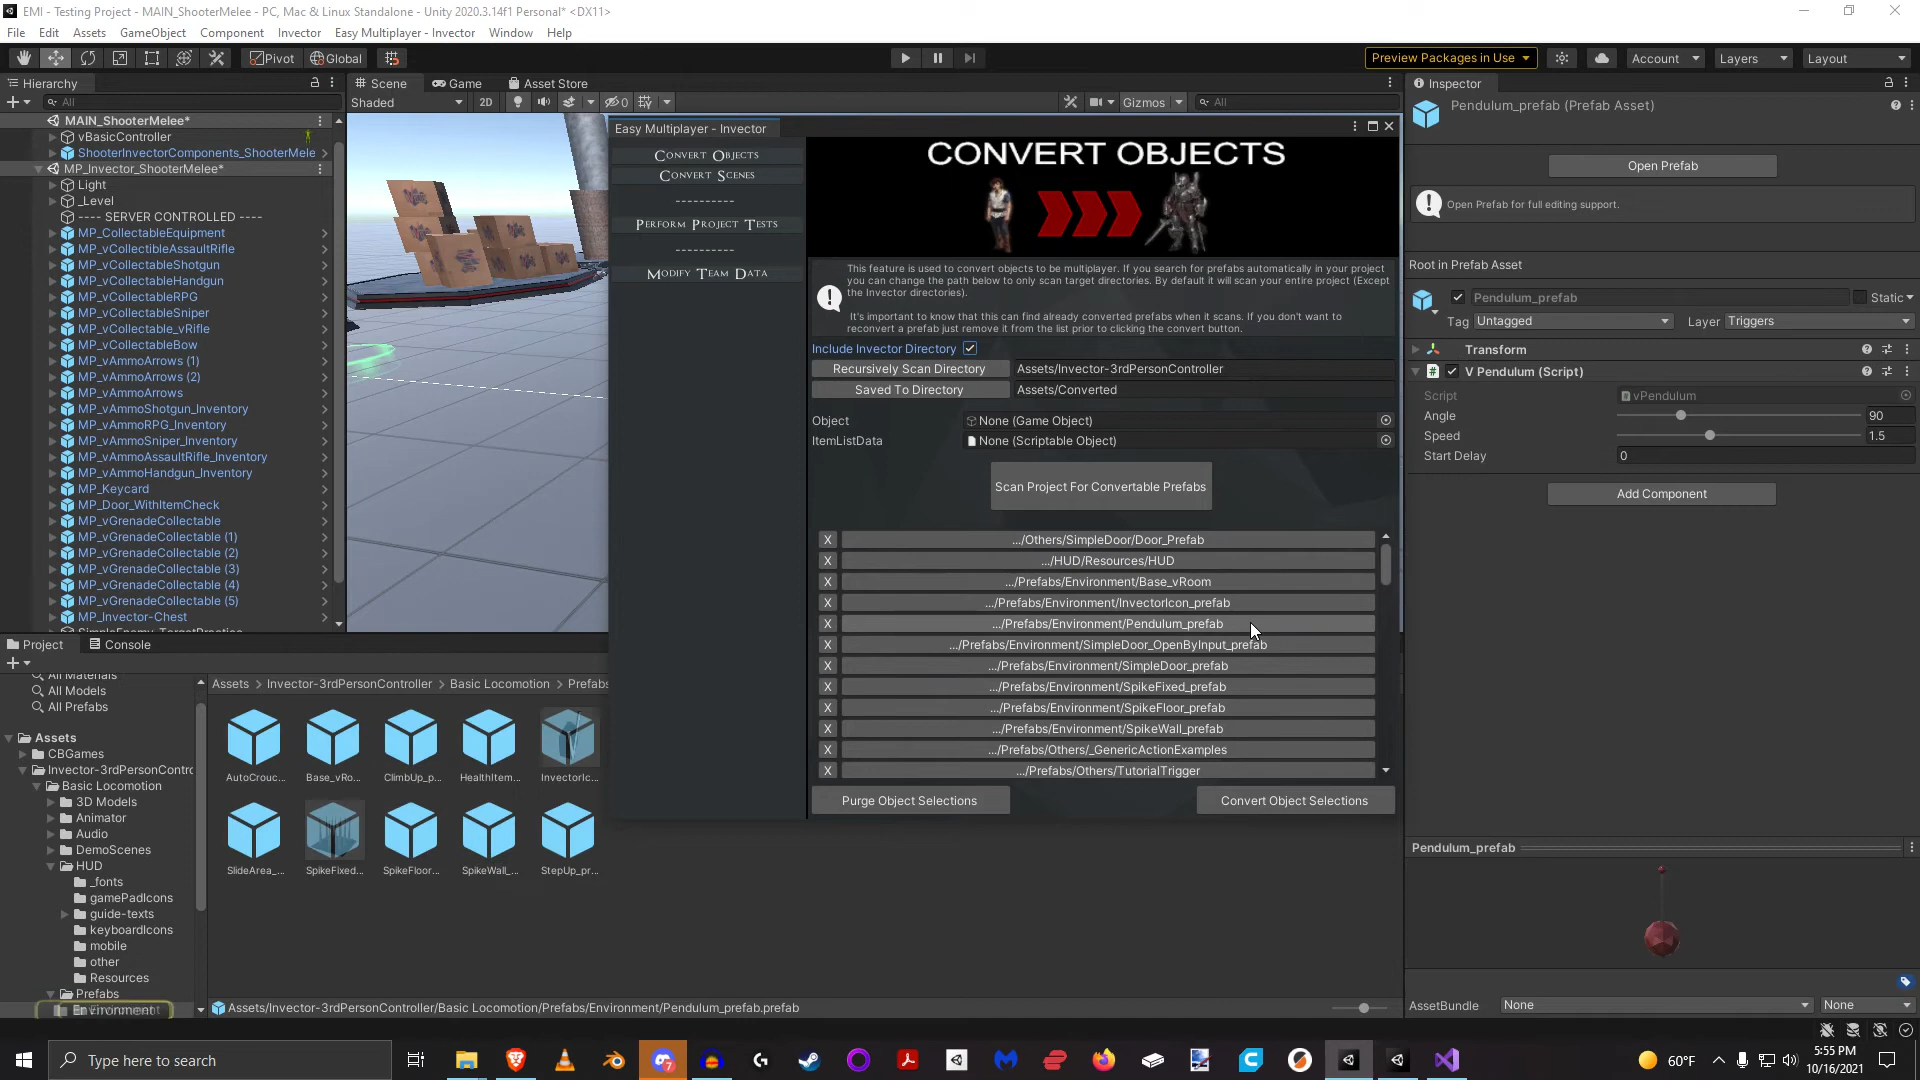 EMI - Testing Project - MAIN_ShooterMelee - PC, Mac & Linux Standalone - Unity 2020.3.14f1 Personal* <DX11>
File Edit Assets GameObject Component Invector Easy Multiplayer - Invector Window Help
Pivot Global Preview Packages in Use Account Layers Layout
Hierarchy
All
MAIN_ShooterMelee*
vBasicController
ShooterInvectorComponents_ShooterMele
MP_Invector_ShooterMelee*
Light
_Level
---- SERVER CONTROLLED ----
MP_CollectableEquipment
MP_vCollectibleAssaultRifle
MP_vCollectableShotgun
MP_vCollectableHandgun
MP_vCollectableRPG
MP_vCollectableSniper
MP_vCollectable_vRifle
MP_vCollectableBow
MP_vAmmoArrows (1)
MP_vAmmoArrows (2)
MP_vAmmoArrows
MP_vAmmoShotgun_Inventory
MP_vAmmoRPG_Inventory
MP_vAmmoSniper_Inventory
MP_vAmmoAssaultRifle_Inventory
MP_vAmmoHandgun_Inventory
MP_Keycard
MP_Door_WithItemCheck
MP_vGrenadeCollectable
MP_vGrenadeCollectable (1)
MP_vGrenadeCollectable (2)
MP_vGrenadeCollectable (3)
MP_vGrenadeCollectable (4)
MP_vGrenadeCollectable (5)
MP_Invector-Chest
SimpleEnemy_TargetPractice
Scene Game Asset Store
Shaded 2D 0 Gizmos All
Easy Multiplayer - Invector
Convert Objects
Convert Scenes
----------
Perform Project Tests
----------
Modify Team Data
CONVERT OBJECTS
This feature is used to convert objects to be multiplayer. If you search for prefabs automatically in your project
you can change the path below to only scan target directories. By default it will scan your entire project (Except
the Invector directories).
It's important to know that this can find already converted prefabs when it scans. If you don't want to
reconvert a prefab just remove it from the list prior to clicking the convert button.
Include Invector Directory
Recursively Scan Directory Assets/Invector-3rdPersonController
Saved To Directory Assets/Converted
Object None (Game Object)
ItemListData None (Scriptable Object)
Scan Project For Convertable Prefabs
X .../Others/SimpleDoor/Door_Prefab
X .../HUD/Resources/HUD
X .../Prefabs/Environment/Base_vRoom
X .../Prefabs/Environment/InvectorIcon_prefab
X .../Prefabs/Environment/Pendulum_prefab
X .../Prefabs/Environment/SimpleDoor_OpenByInput_prefab
X .../Prefabs/Environment/SimpleDoor_prefab
X .../Prefabs/Environment/SpikeFixed_prefab
X .../Prefabs/Environment/SpikeFloor_prefab
X .../Prefabs/Environment/SpikeWall_prefab
X .../Prefabs/Others/_GenericActionExamples
X .../Prefabs/Others/TutorialTrigger
Purge Object Selections Convert Object Selections
Inspector
Pendulum_prefab (Prefab Asset)
Open Prefab
Open Prefab for full editing support.
Root in Prefab Asset
Pendulum_prefab Static
Tag Untagged Layer Triggers
Transform
V Pendulum (Script)
Script vPendulum
Angle 90
Speed 1.5
Start Delay 0
Add Component
Pendulum_prefab
AssetBundle None None
Project Console
All Materials
All Models
All Prefabs
Assets
CBGames
Invector-3rdPersonContro
Basic Locomotion
3D Models
Animator
Audio
DemoScenes
HUD
_fonts
gamePadIcons
guide-texts
keyboardIcons
mobile
other
Resources
Prefabs
Environment
Assets > Invector-3rdPersonController > Basic Locomotion > Prefabs
AutoCrouc... Base_vRo... ClimbUp_p... HealthItem... InvectorIc...
SlideArea_... SpikeFixed... SpikeFloor... SpikeWall_... StepUp_pr...
Assets/Invector-3rdPersonController/Basic Locomotion/Prefabs/Environment/Pendulum_prefab.prefab
Type here to search
7
60°F
5:55 PM
10/16/2021